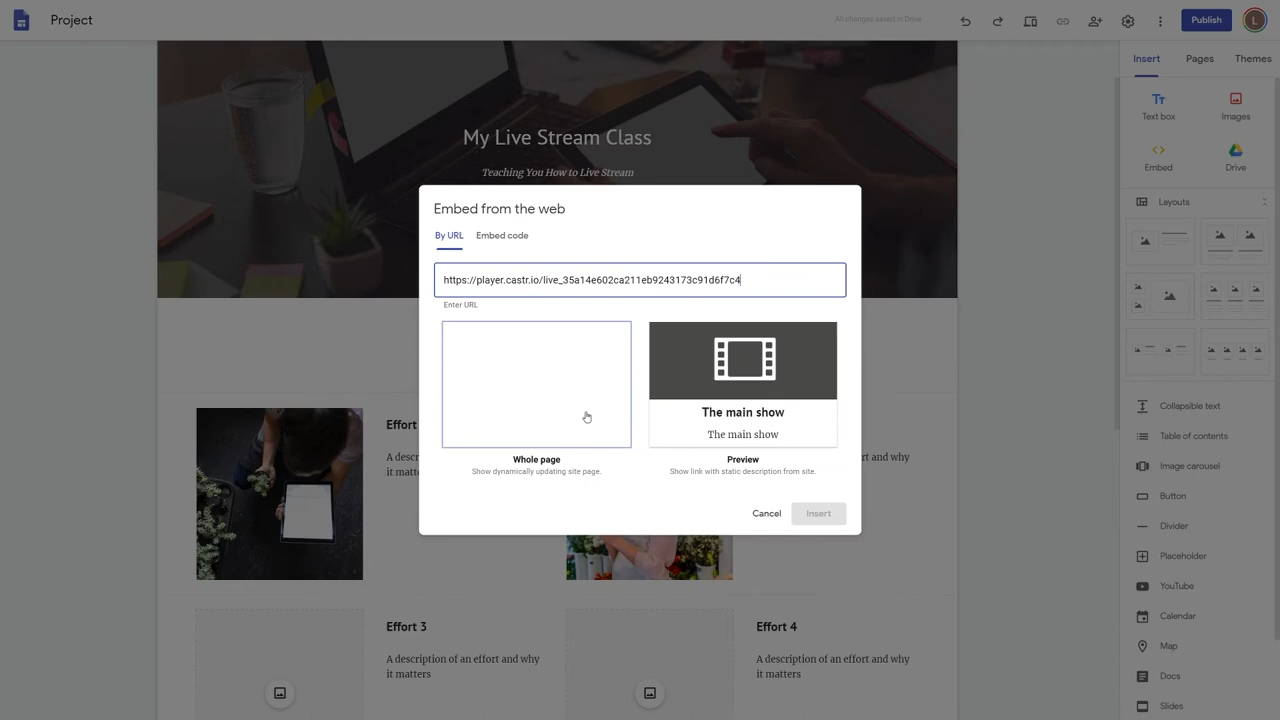 Project
All changes saved in Drive
Publish
L
Insert
Pages
Themes
My Live Stream Class
Teaching You How to Live Stream
Tt
Text box
Images
Embed
Drive
Layouts
Embed from the web
By URL
Embed code
https://player.castr.io/live_35a14e602ca211eb9243173c91d6f7c4
Enter URL
The main show
The main show
Whole page
Show dynamically updating site page.
Preview
Show link with static description from site.
Cancel
Insert
Effort
A descr
it matte
ort and why
Effort 3
A description of an effort and why
it matters
Effort 4
A description of an effort and why
it matters
Collapsible text
Table of contents
Image carousel
Button
Divider
Placeholder
YouTube
Calendar
Map
Docs
Slides